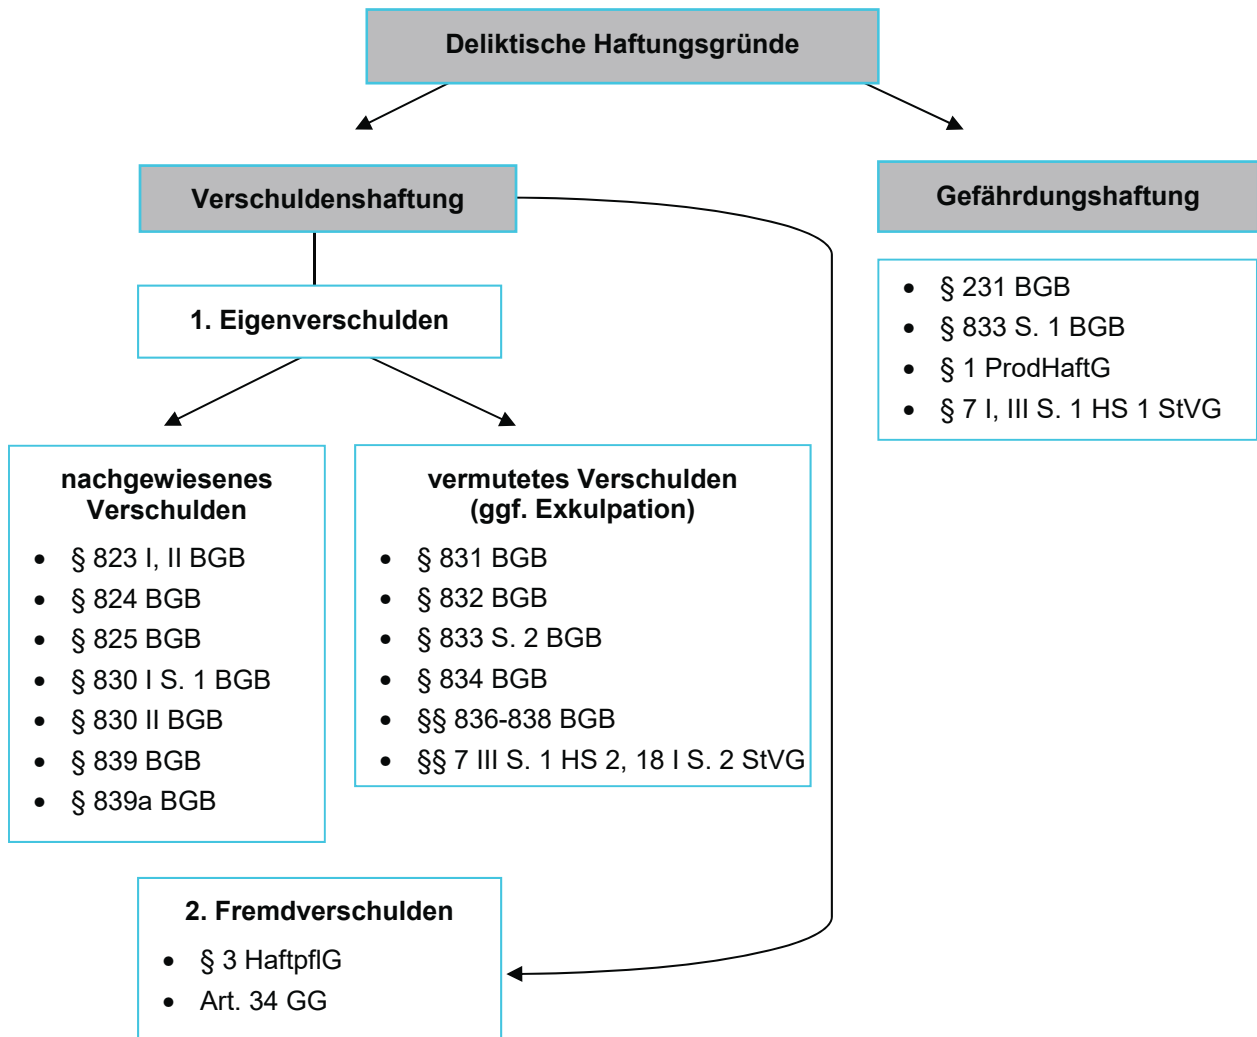 Deliktische Haftungsgründe
Verschuldenshaftung
Gefährdungshaftung
• § 231 BGB
• § 833 S. 1 BGB
• § 1 ProdHaftG
• § 7 I, III S. 1 HS 1 StVG
1. Eigenverschulden
nachgewiesenes
Verschulden
• § 823 I, II BGB
• § 824 BGB
• § 825 BGB
• § 830 I S. 1 BGB
• § 830 II BGB
• § 839 BGB
• § 839a BGB
vermutetes Verschulden
(ggf. Exkulpation)
• § 831 BGB
• § 832 BGB
• § 833 S. 2 BGB
• § 834 BGB
• §§ 836-838 BGB
• §§ 7 III S. 1 HS 2, 18 I S. 2 StVG
2. Fremdverschulden
• § 3 HaftpflG
• Art. 34 GG